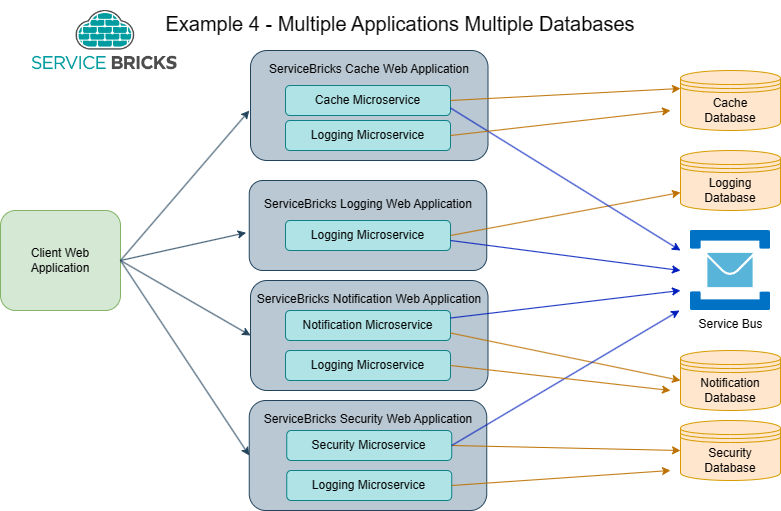 Example 4 - Multiple Applications Multiple Databases
SERVICE BRICKS
ServiceBricks Cache Web Application
Cache Microservice
Logging Microservice
Cache
Database
ServiceBricks Logging Web Application
Logging Microservice
Logging
Database
Client Web
Application
Service Bus
ServiceBricks Notification Web Application
Notification Microservice
Logging Microservice
Notification
Database
ServiceBricks Security Web Application
Security Microservice
Logging Microservice
Security
Database